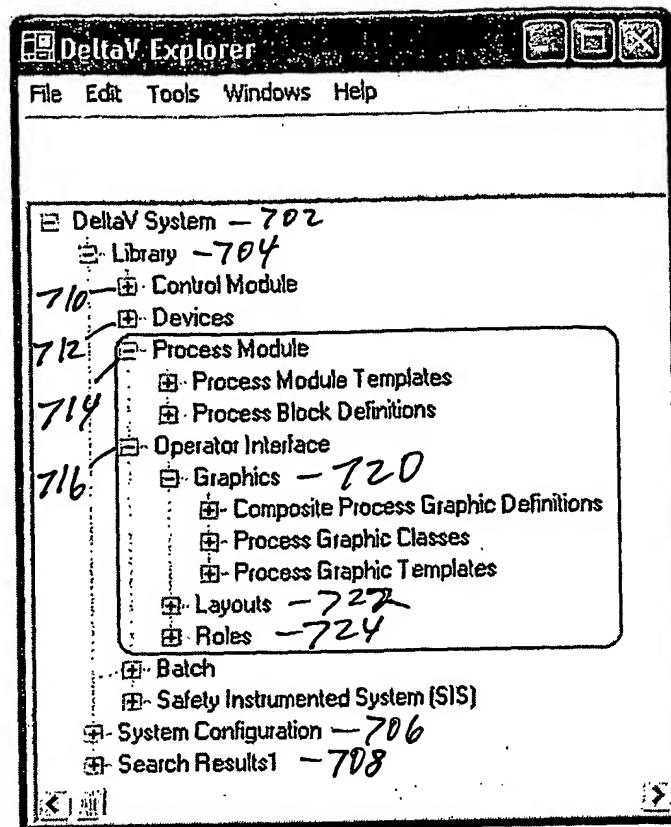 DeltaV Explorer
File Edit Tools Windows Help
DeltaV System — 702
Library — 704
710 Control Module
712 Devices
714 Process Module
Process Module Templates
Process Block Definitions
716 Operator Interface
Graphics — 720
Composite Process Graphic Definitions
Process Graphic Classes
Process Graphic Templates
Layouts — 722
Roles — 724
Batch
Safety Instrumented System (SIS)
System Configuration — 706
Search Results1 — 708